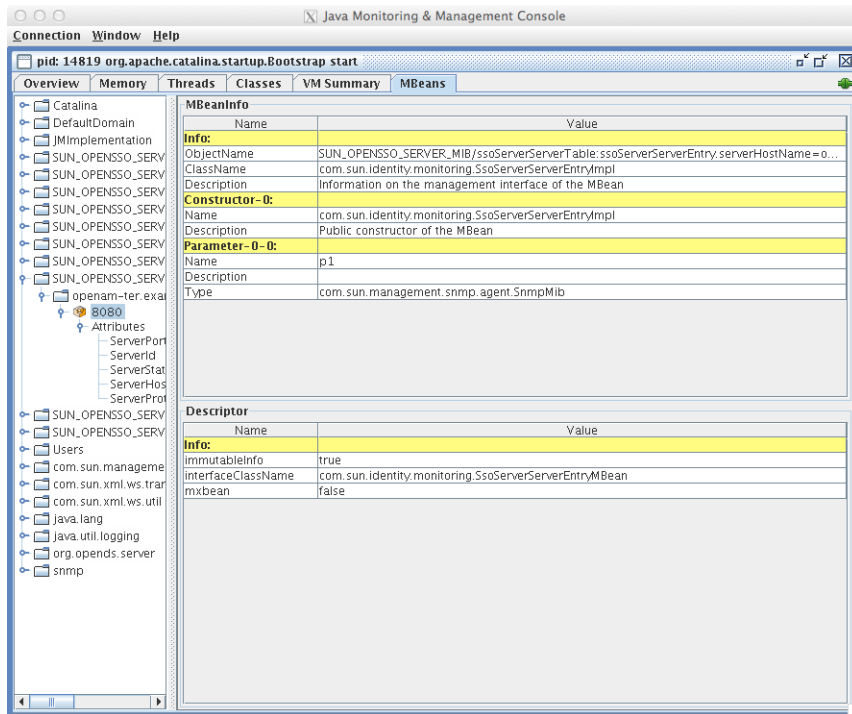 Java Monitoring & Management Console
Connection Window Help
pid: 14819 org.apache.catalina.startup.Bootstrap start
Overview Memory Threads Classes VM Summary MBeans
Catalina
DefaultDomain
JMImplementation
SUN_OPENSSO_SERV
SUN_OPENSSO_SERV
SUN_OPENSSO_SERV
SUN_OPENSSO_SERV
SUN_OPENSSO_SERV
SUN_OPENSSO_SERV
SUN_OPENSSO_SERV
SUN_OPENSSO_SERV
openam-ter.exai
8080
Attributes
ServerPort
ServerId
ServerStat
ServerHos
ServerProt
SUN_OPENSSO_SERV
SUN_OPENSSO_SERV
Users
com.sun.manageme
com.sun.xml.ws.tran
com.sun.xml.ws.util
java.lang
java.util.logging
org.opends.server
snmp
MBeanInfo
Name Value
Info:
ObjectName SUN_OPENSSO_SERVER_MIB/ssoServerServerTable:ssoServerServerEntry.serverHostName=o...
ClassName com.sun.identity.monitoring.SsoServerServerEntryImpl
Description Information on the management interface of the MBean
Constructor-0:
Name com.sun.identity.monitoring.SsoServerServerEntryImpl
Description Public constructor of the MBean
Parameter-0-0:
Name p1
Description
Type com.sun.management.snmp.agent.SnmpMib
Descriptor
Name Value
Info:
immutableInfo true
interfaceClassName com.sun.identity.monitoring.SsoServerServerEntryMBean
mxbean false